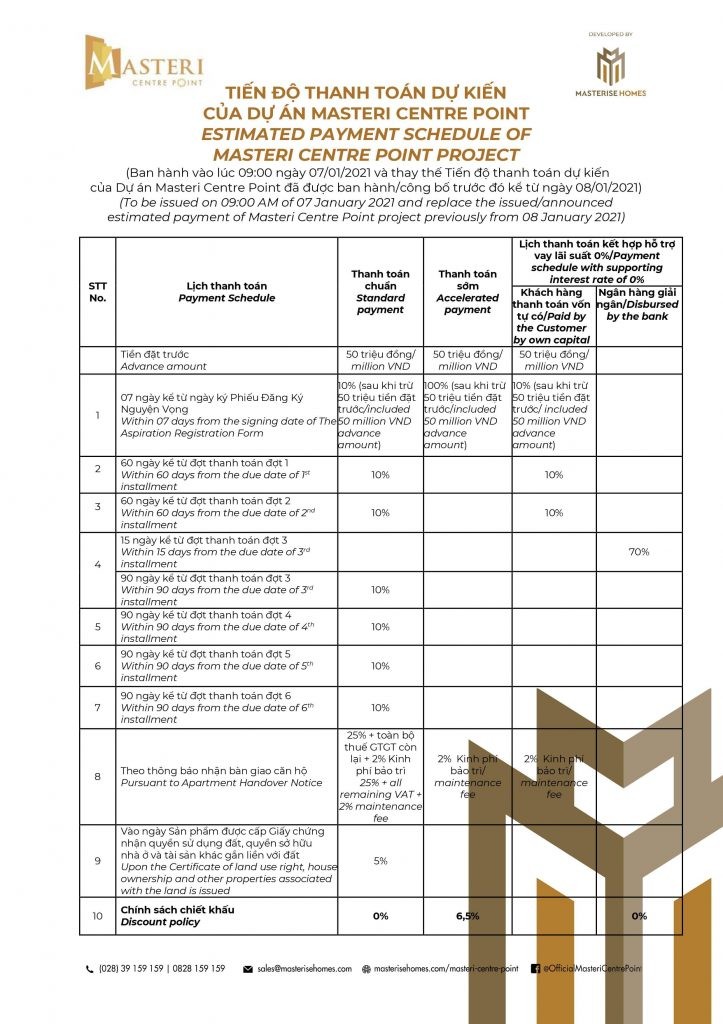 MASTERI
CENTRE POINT
DEVELOPED BY
MASTERISE HOMES
TIẾN ĐỘ THANH TOÁN DỰ KIẾN
CỦA DỰ ÁN MASTERI CENTRE POINT
ESTIMATED PAYMENT SCHEDULE OF
MASTERI CENTRE POINT PROJECT
(Ban hành vào lúc 09:00 ngày 07/01/2021 và thay thế Tiến độ thanh toán dự kiến
của Dự án Masteri Centre Point đã được ban hành/công bố trước đó kể từ ngày 08/01/2021)
(To be issued on 09:00 AM of 07 January 2021 and replace the issued/announced
estimated payment of Masteri Centre Point project previously from 08 January 2021)
STT
No.
Lịch thanh toán
Payment Schedule
Thanh toán
chuẩn
Standard
payment
Thanh toán
sớm
Accelerated
payment
Lịch thanh toán kết hợp hỗ trợ
vay lãi suất 0%/Payment
schedule with supporting
interest rate of 0%
Khách hàng
thanh toán vốn
tự có/Paid by
the Customer
by own capital
Ngân hàng giải
ngân/Disbursed
by the bank
Tiền đặt trước
Advance amount
50 triệu đồng/
million VND
50 triệu đồng/
million VND
50 triệu đồng/
million VND
1
07 ngày kể từ ngày ký Phiếu Đăng Ký
Nguyện Vọng
Within 07 days from the signing date of The
Aspiration Registration Form
10% (sau khi trừ
50 triệu tiền đặt
trước/included
50 million VND
advance
amount)
100% (sau khi trừ
50 triệu tiền đặt
trước/included
50 million VND
advance
amount)
10% (sau khi trừ
50 triệu tiền đặt
trước/ included
50 million VND
advance
amount)
2
60 ngày kể từ đợt thanh toán đợt 1
Within 60 days from the due date of 1st
installment
10%
10%
3
60 ngày kể từ đợt thanh toán đợt 2
Within 60 days from the due date of 2nd
installment
10%
10%
4
15 ngày kể từ đợt thanh toán đợt 3
Within 15 days from the due date of 3rd
installment
70%
90 ngày kể từ đợt thanh toán đợt 3
Within 90 days from the due date of 3rd
installment
10%
5
90 ngày kể từ đợt thanh toán đợt 4
Within 90 days from the due date of 4th
installment
10%
6
90 ngày kể từ đợt thanh toán đợt 5
Within 90 days from the due date of 5th
installment
10%
7
90 ngày kể từ đợt thanh toán đợt 6
Within 90 days from the due date of 6th
installment
10%
8
Theo thông báo nhận bàn giao căn hộ
Pursuant to Apartment Handover Notice
25% + toàn bộ
thuế GTGT còn
lại + 2% Kinh
phí bảo trì
25% + all
remaining VAT +
2% maintenance
fee
2% Kinh phí
bảo trì/
maintenance
fee
2% Kinh phí
bảo trì/
maintenance
fee
9
Vào ngày Sản phẩm được cấp Giấy chứng
nhận quyền sử dụng đất, quyền sở hữu
nhà ở và tài sản khác gắn liền với đất
Upon the Certificate of land use right, house
ownership and other properties associated
with the land is issued
5%
10
Chính sách chiết khấu
Discount policy
0%
6,5%
0%
(028) 39 159 159 | 0828 159 159
sales@masterisehomes.com
masterisehomes.com/masteri-centre-point
@OfficialMasteriCentrePoint